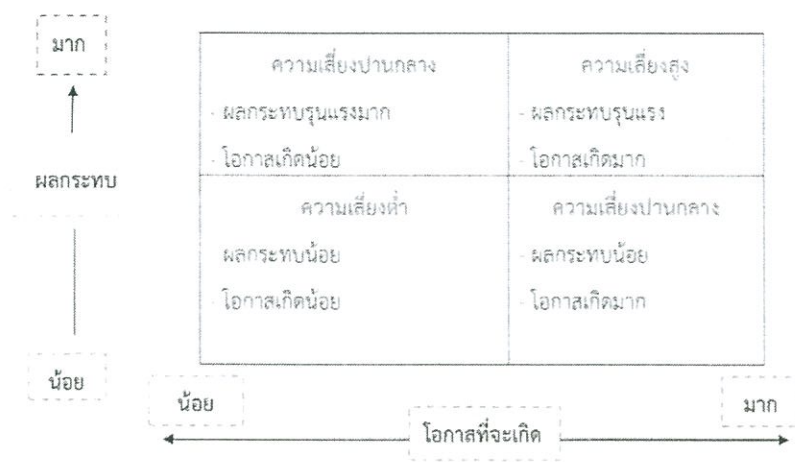 มาก
ความเสี่ยงปานกลาง
ความเสี่ยงสูง
- ผลกระทบรุนแรงมาก
- ผลกระทบรุนแรง
- โอกาสเกิดน้อย
- โอกาสเกิดมาก
ผลกระทบ
ความเสี่ยงต่ำ
ความเสี่ยงปานกลาง
ผลกระทบน้อย
- ผลกระทบน้อย
- โอกาสเกิดน้อย
- โอกาสเกิดมาก
น้อย
น้อย
มาก
โอกาสที่จะเกิด